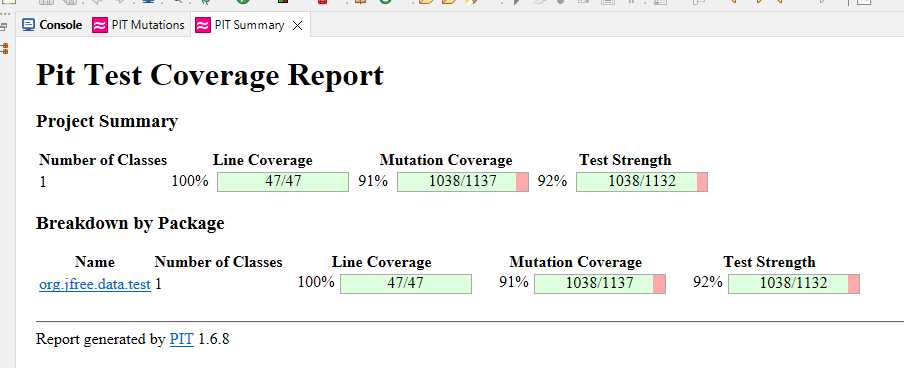 Console PIT Mutations PIT Summary
Pit Test Coverage Report
Project Summary
Number of Classes Line Coverage Mutation Coverage Test Strength
1 100% 47/47 91% 1038/1137 92% 1038/1132
Breakdown by Package
Name Number of Classes Line Coverage Mutation Coverage Test Strength
org.jfree.data.test 1 100% 47/47 91% 1038/1137 92% 1038/1132
Report generated by PIT 1.6.8